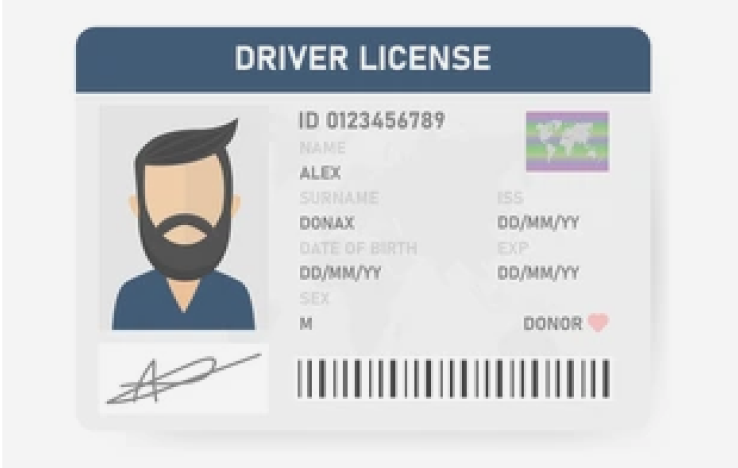 DRIVER LICENSE
ID 0123456789
NAME
ALEX
SURNAME ISS
DONAX DD/MM/YY
DATE OF BIRTH EXP
DD/MM/YY DD/MM/YY
SEX
M DONOR